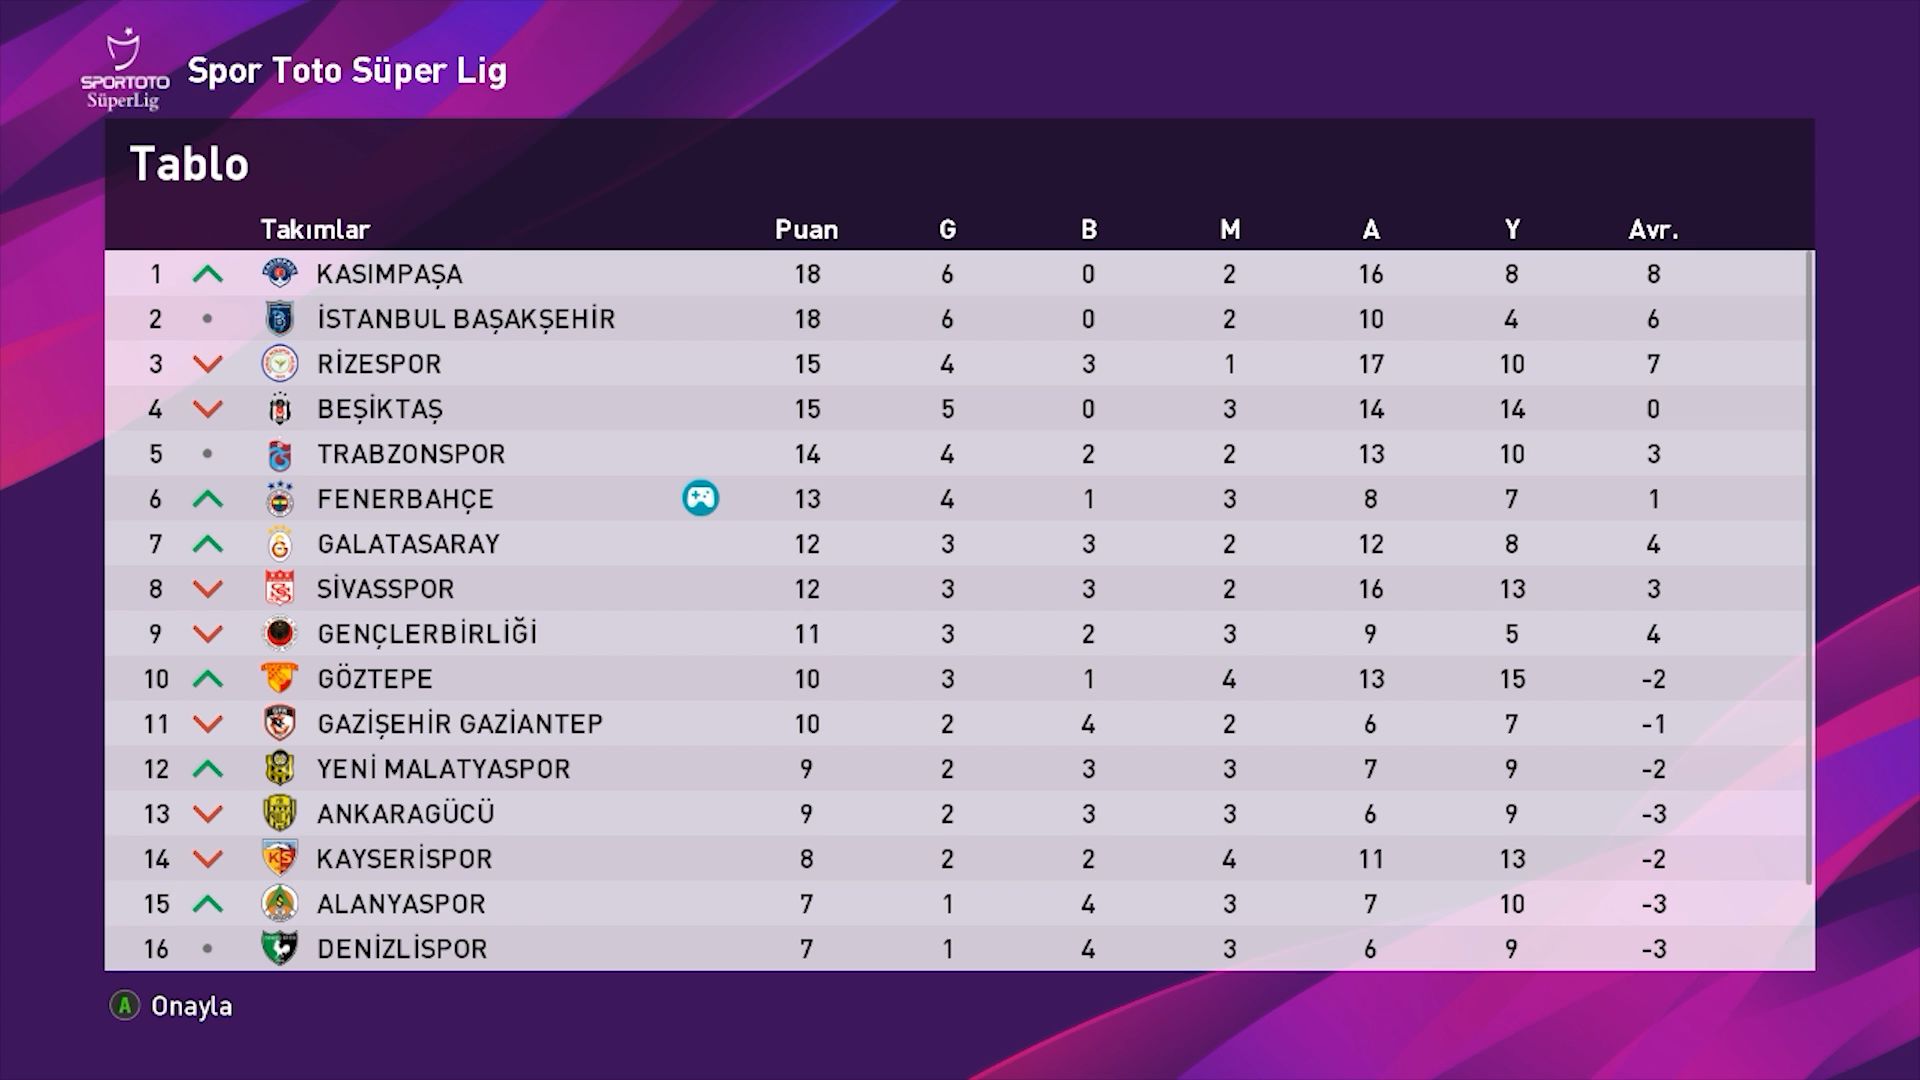 SPORTOTO
SüperLig
Spor Toto Süper Lig
Tablo
Takımlar Puan G B M A Y Avr.
1 KASIMPAŞA 18 6 0 2 16 8 8
2 İSTANBUL BAŞAKŞEHİR 18 6 0 2 10 4 6
3 RİZESPOR 15 4 3 1 17 10 7
4 BEŞİKTAŞ 15 5 0 3 14 14 0
5 TRABZONSPOR 14 4 2 2 13 10 3
6 FENERBAHÇE 13 4 1 3 8 7 1
7 GALATASARAY 12 3 3 2 12 8 4
8 SİVASSPOR 12 3 3 2 16 13 3
9 GENÇLERBİRLİĞİ 11 3 2 3 9 5 4
10 GÖZTEPE 10 3 1 4 13 15 -2
11 GAZİŞEHİR GAZİANTEP 10 2 4 2 6 7 -1
12 YENİ MALATYASPOR 9 2 3 3 7 9 -2
13 ANKARAGÜCÜ 9 2 3 3 6 9 -3
14 KAYSERİSPOR 8 2 2 4 11 13 -2
15 ALANYASPOR 7 1 4 3 7 10 -3
16 DENİZLİSPOR 7 1 4 3 6 9 -3
A Onayla